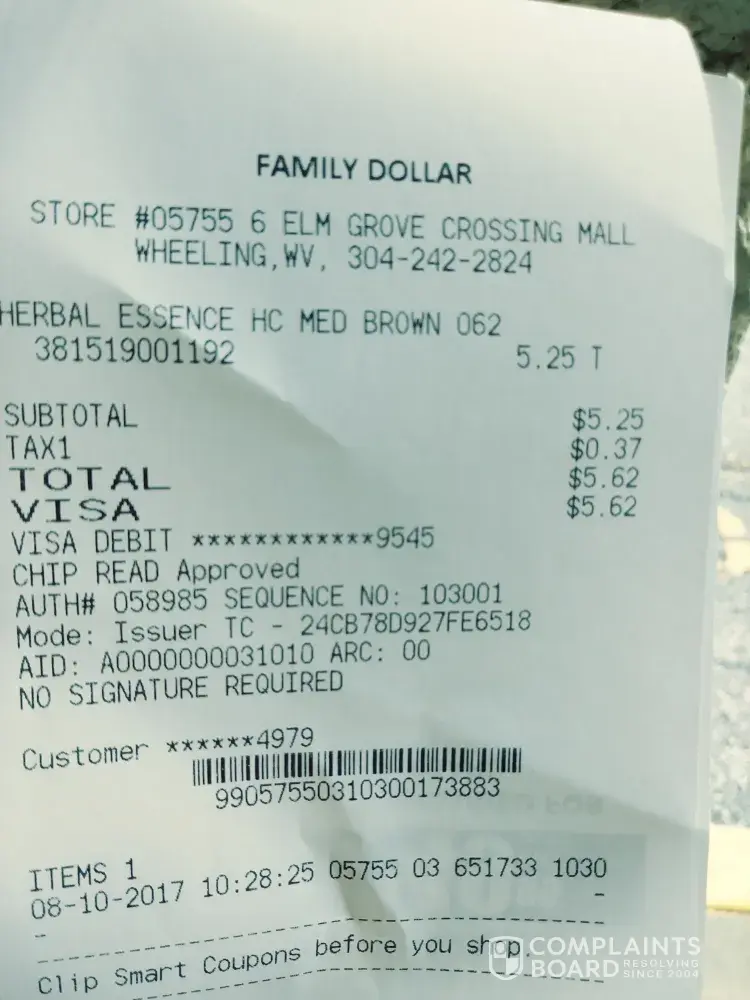 FAMILY DOLLAR
STORE #05755 6 ELM GROVE CROSSING MALL
WHEELING,WV, 304-242-2824
HERBAL ESSENCE HC MED BROWN 062
381519001192 5.25 T
SUBTOTAL $5.25
TAX1 $0.37
TOTAL $5.62
VISA $5.62
VISA DEBIT ************9545
CHIP READ Approved
AUTH# 058985 SEQUENCE NO: 103001
Mode: Issuer TC - 24CB78D927FE6518
AID: A0000000031010 ARC: 00
NO SIGNATURE REQUIRED
Customer ******4979
99057550310300173883
ITEMS 1
08-10-2017 10:28:25 05755 03 651733 1030
Clip Smart Coupons before you shop.
COMPLAINTS
BOARD RESOLVING SINCE 2004